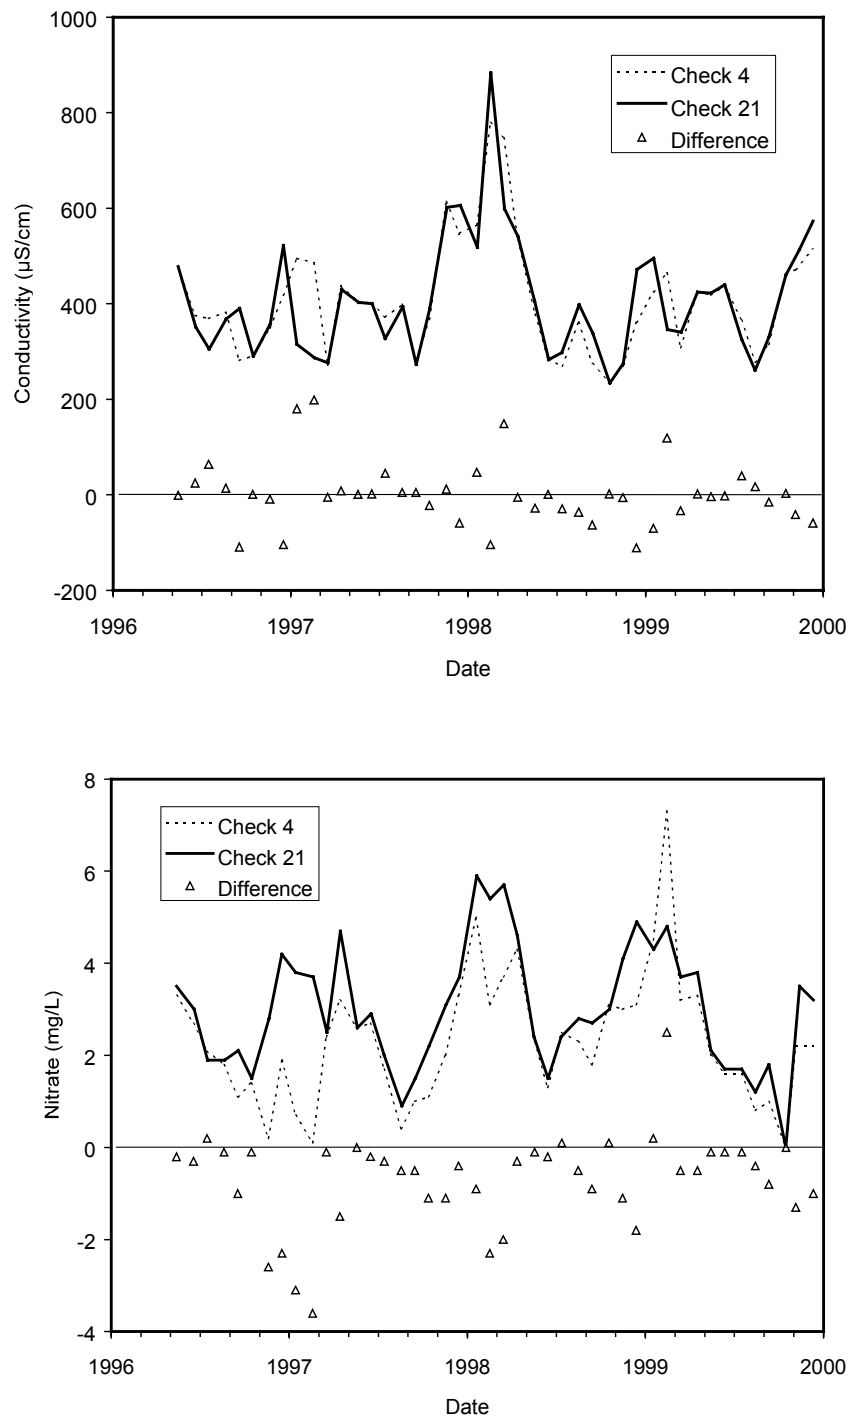 1000
800
600
400
200
0
-200
Conductivity (µS/cm)
Check 4
Check 21
Difference
1996 1997 1998 1999 2000
Date
8
6
4
2
0
-2
-4
Nitrate (mg/L)
Check 4
Check 21
Difference
1996 1997 1998 1999 2000
Date